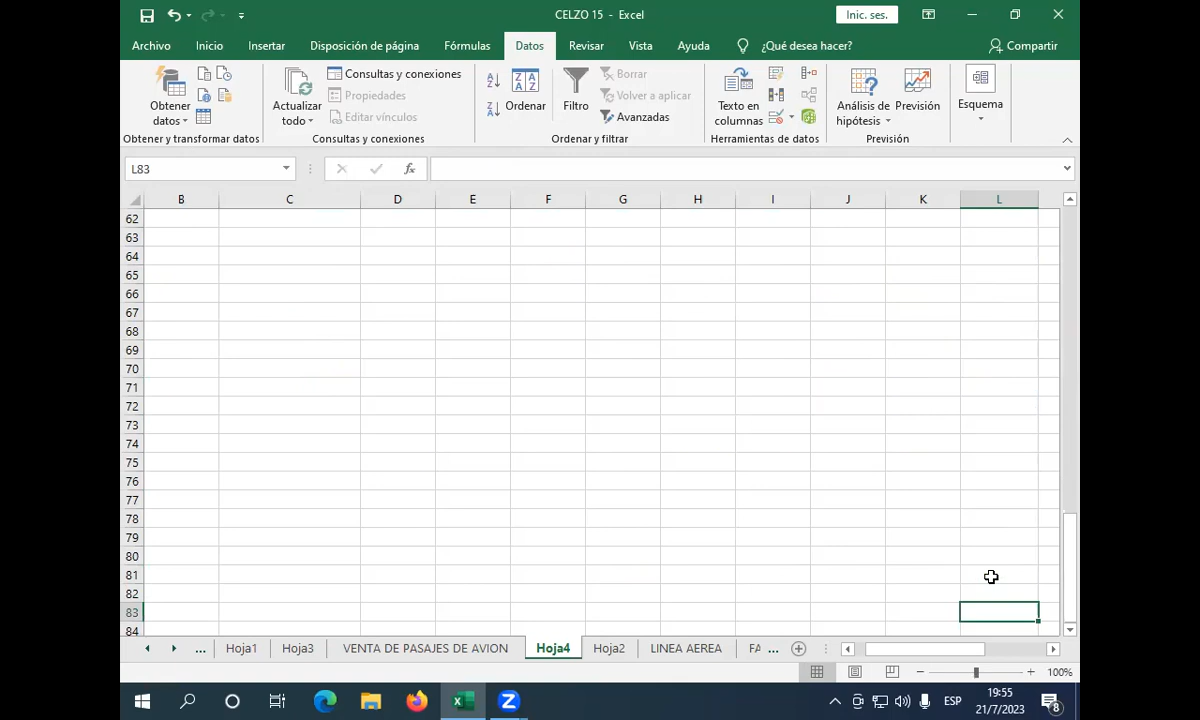 CELZO 15 - Excel
Inic. ses.
Archivo Inicio Insertar Disposición de página Fórmulas Datos Revisar Vista Ayuda ¿Qué desea hacer? Compartir
Obtener datos
Obtener y transformar datos
Actualizar todo
Consultas y conexiones
Propiedades
Editar vínculos
Consultas y conexiones
Ordenar
Filtro
Borrar
Volver a aplicar
Avanzadas
Ordenar y filtrar
Texto en columnas
Herramientas de datos
Análisis de hipótesis
Previsión
Previsión
Esquema
L83
fx
B C D E F G H I J K L
62
63
64
65
66
67
68
69
70
71
72
73
74
75
76
77
78
79
80
81
82
83
84
... Hoja1 Hoja3 VENTA DE PASAJES DE AVION Hoja4 Hoja2 LINEA AEREA FA ...
100%
ESP
19:55
21/7/2023
8